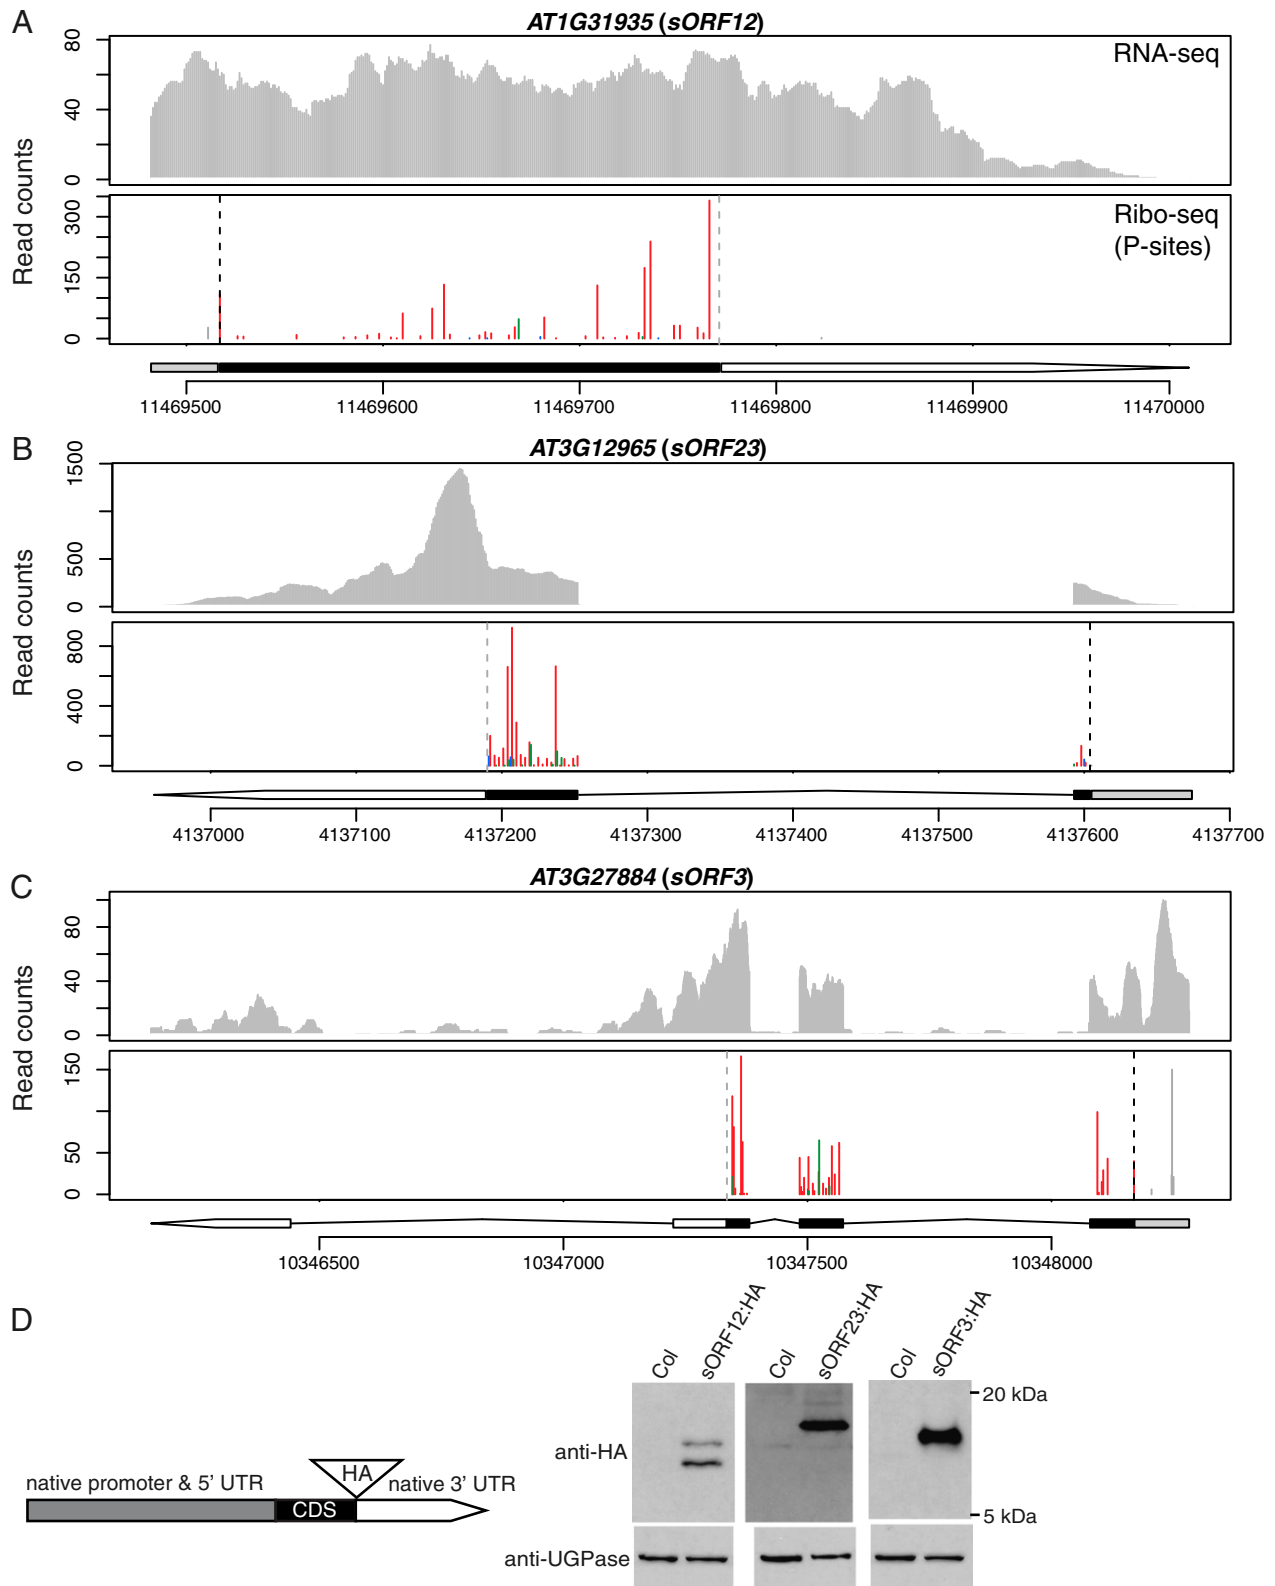 A
AT1G31935 (sORF12)
RNA-seq
80
40
0
Read counts
Ribo-seq
(P-sites)
300
150
0
11469500 11469600 11469700 11469800 11469900 11470000
B
AT3G12965 (sORF23)
1500
500
0
Read counts
800
400
0
Read counts
4137000 4137100 4137200 4137300 4137400 4137500 4137600 4137700
C
AT3G27884 (sORF3)
80
40
0
150
50
0
Read counts
10346500 10347000 10347500 10348000
D
Col sORF12:HA Col sORF23:HA Col sORF3:HA
20 kDa
anti-HA
5 kDa
anti-UGPase
native promoter & 5' UTR
HA
native 3' UTR
CDS